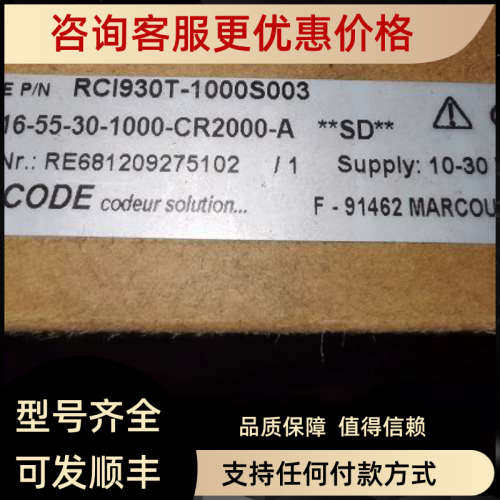 咨询客服更优惠价格
E P/N RCI930T-1000S003
16-55-30-1000-CR2000-A **SD**
Nr.: RE681209275102 / 1 Supply: 10-30
CODE codeur solution... F - 91462 MARCOU
型号齐全
品质保障 值得信赖
可发顺丰
支持任何付款方式